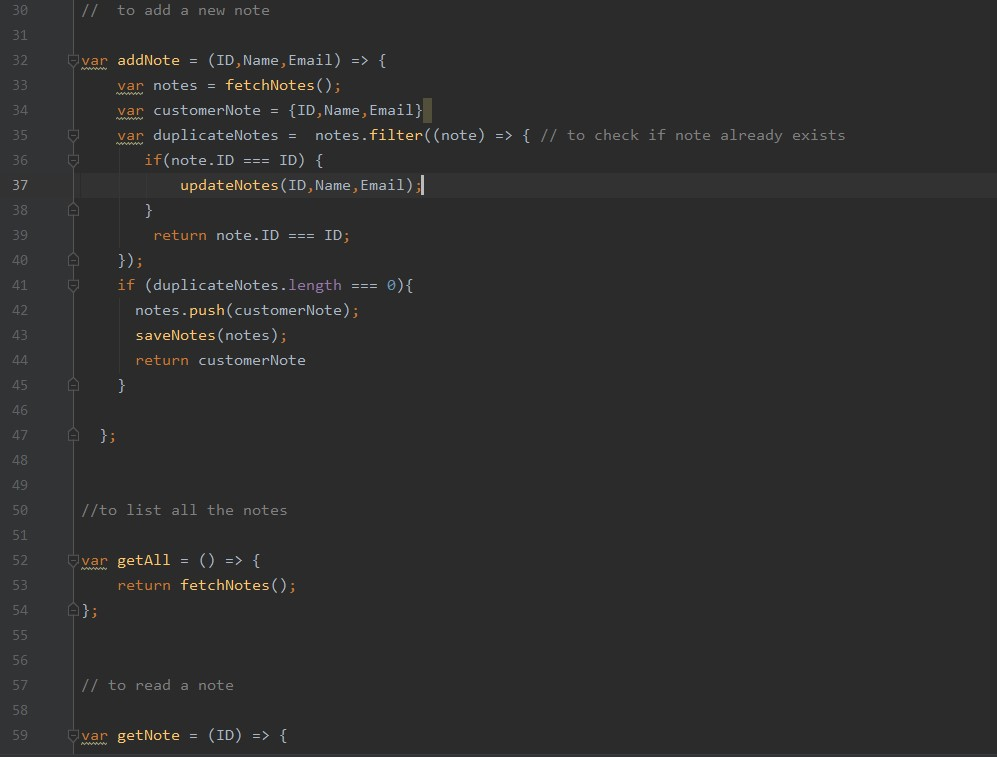 30 // to add a new note
31
32 var addNote = (ID,Name,Email) => {
33 var notes = fetchNotes();
34 var customerNote = {ID,Name,Email}
35 var duplicateNotes = notes.filter((note) => { // to check if note already exists
36 if(note.ID === ID) {
37 updateNotes(ID,Name,Email);
38 }
39 return note.ID === ID;
40 });
41 if (duplicateNotes.length === 0){
42 notes.push(customerNote);
43 saveNotes(notes);
44 return customerNote
45 }
46
47 };
48
49
50 //to list all the notes
51
52 var getAll = () => {
53 return fetchNotes();
54 };
55
56
57 // to read a note
58
59 var getNote = (ID) => {